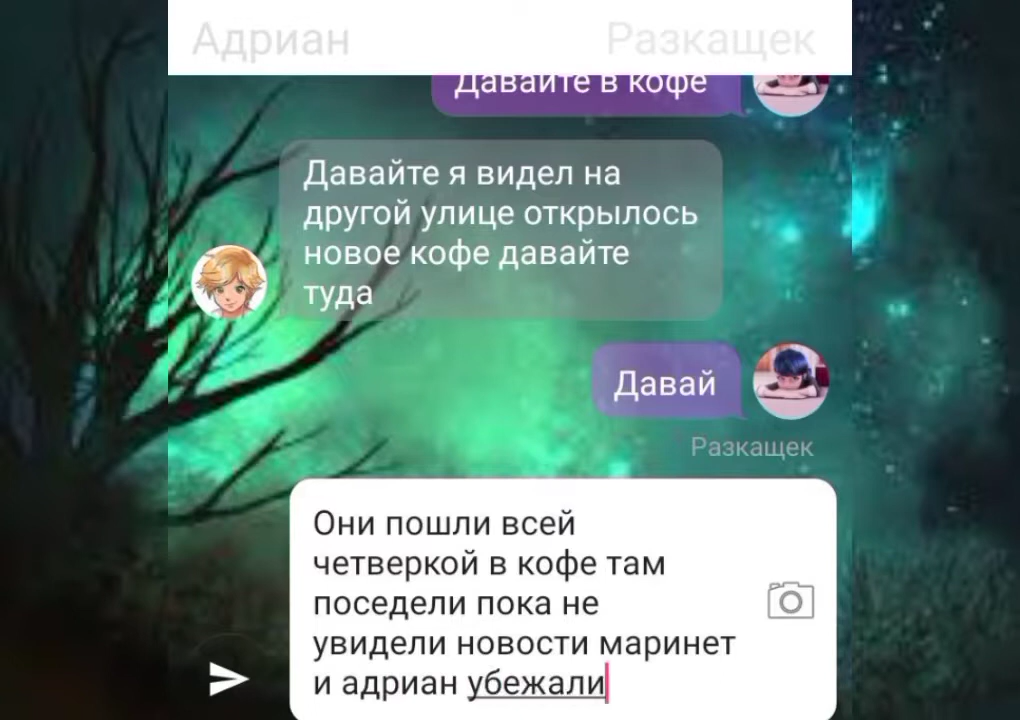 Адриан
Разкащек
Давайте в кофе
Давайте я видел на
другой улице открылось
новое кофе давайте
туда
Давай
Разкащек
Они пошли всей
четверкой в кофе там
поседели пока не
увидели новости маринет
и адриан убежали